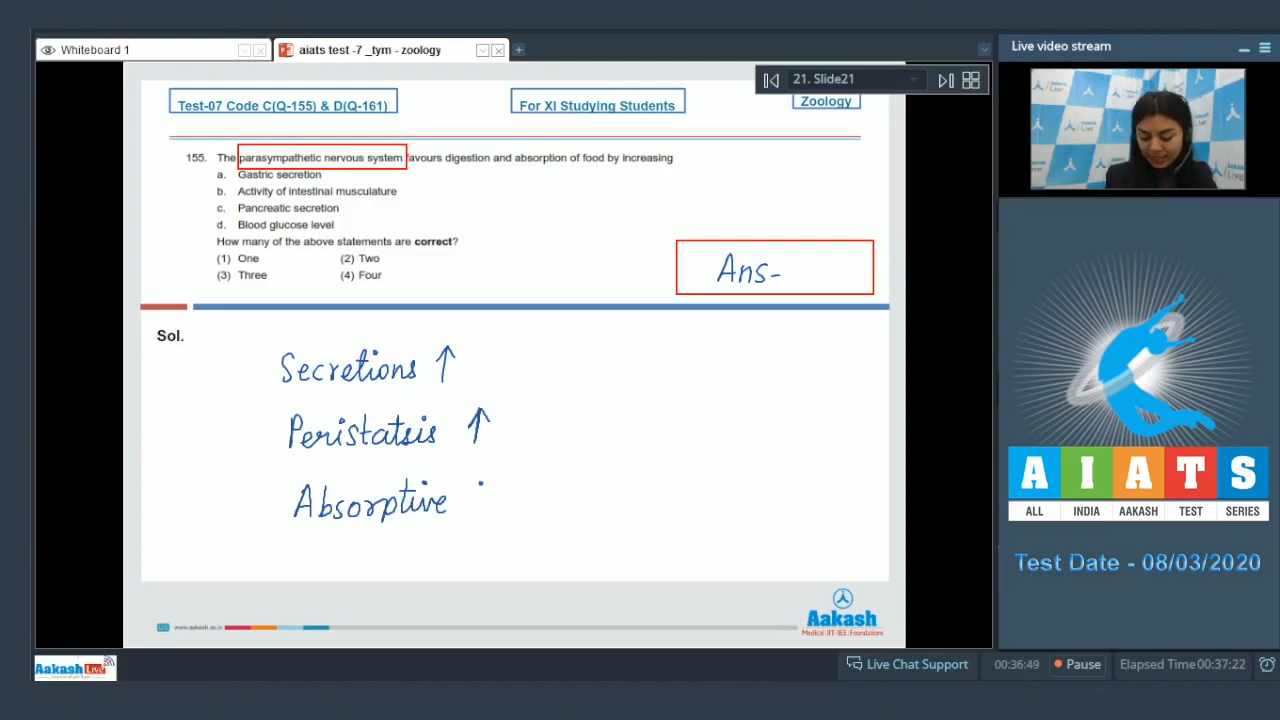 Whiteboard 1
aiats test -7 _tym - zoology
Live video stream
21. Slide21
Test-07 Code C(Q-155) & D(Q-161)
For XI Studying Students
Zoology
155. The parasympathetic nervous system favours digestion and absorption of food by increasing
a. Gastric secretion
b. Activity of intestinal musculature
c. Pancreatic secretion
d. Blood glucose level
How many of the above statements are correct?
(1) One (2) Two
(3) Three (4) Four
Ans-
Sol.
Secretions ↑
Peristatsis ↑
Absorptive
AIATS
ALL INDIA AAKASH TEST SERIES
Test Date - 08/03/2020
www.aakash.ac.in
Aakash
Medical|IIT-JEE|Foundations
Aakash Live
Live Chat Support
00:36:49
Pause
Elapsed Time 00:37:22